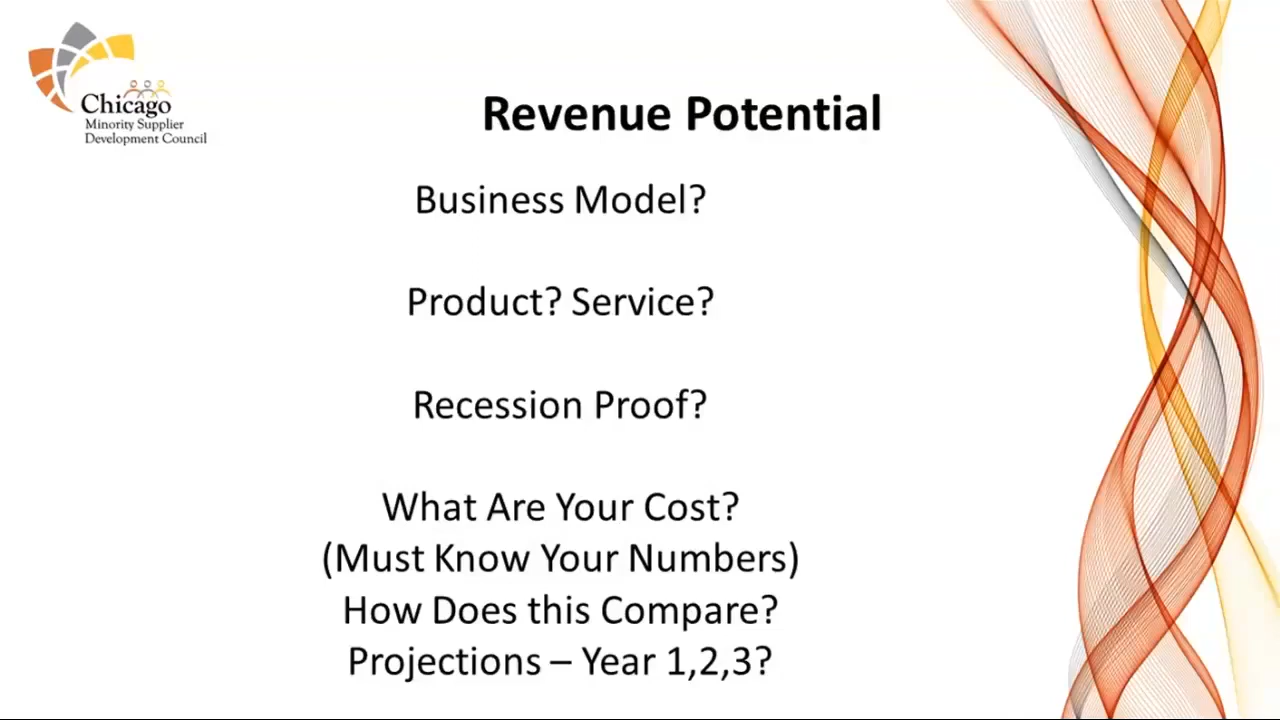 Chicago
Minority Supplier
Development Council
Revenue Potential
Business Model?
Product? Service?
Recession Proof?
What Are Your Cost?
(Must Know Your Numbers)
How Does this Compare?
Projections – Year 1,2,3?